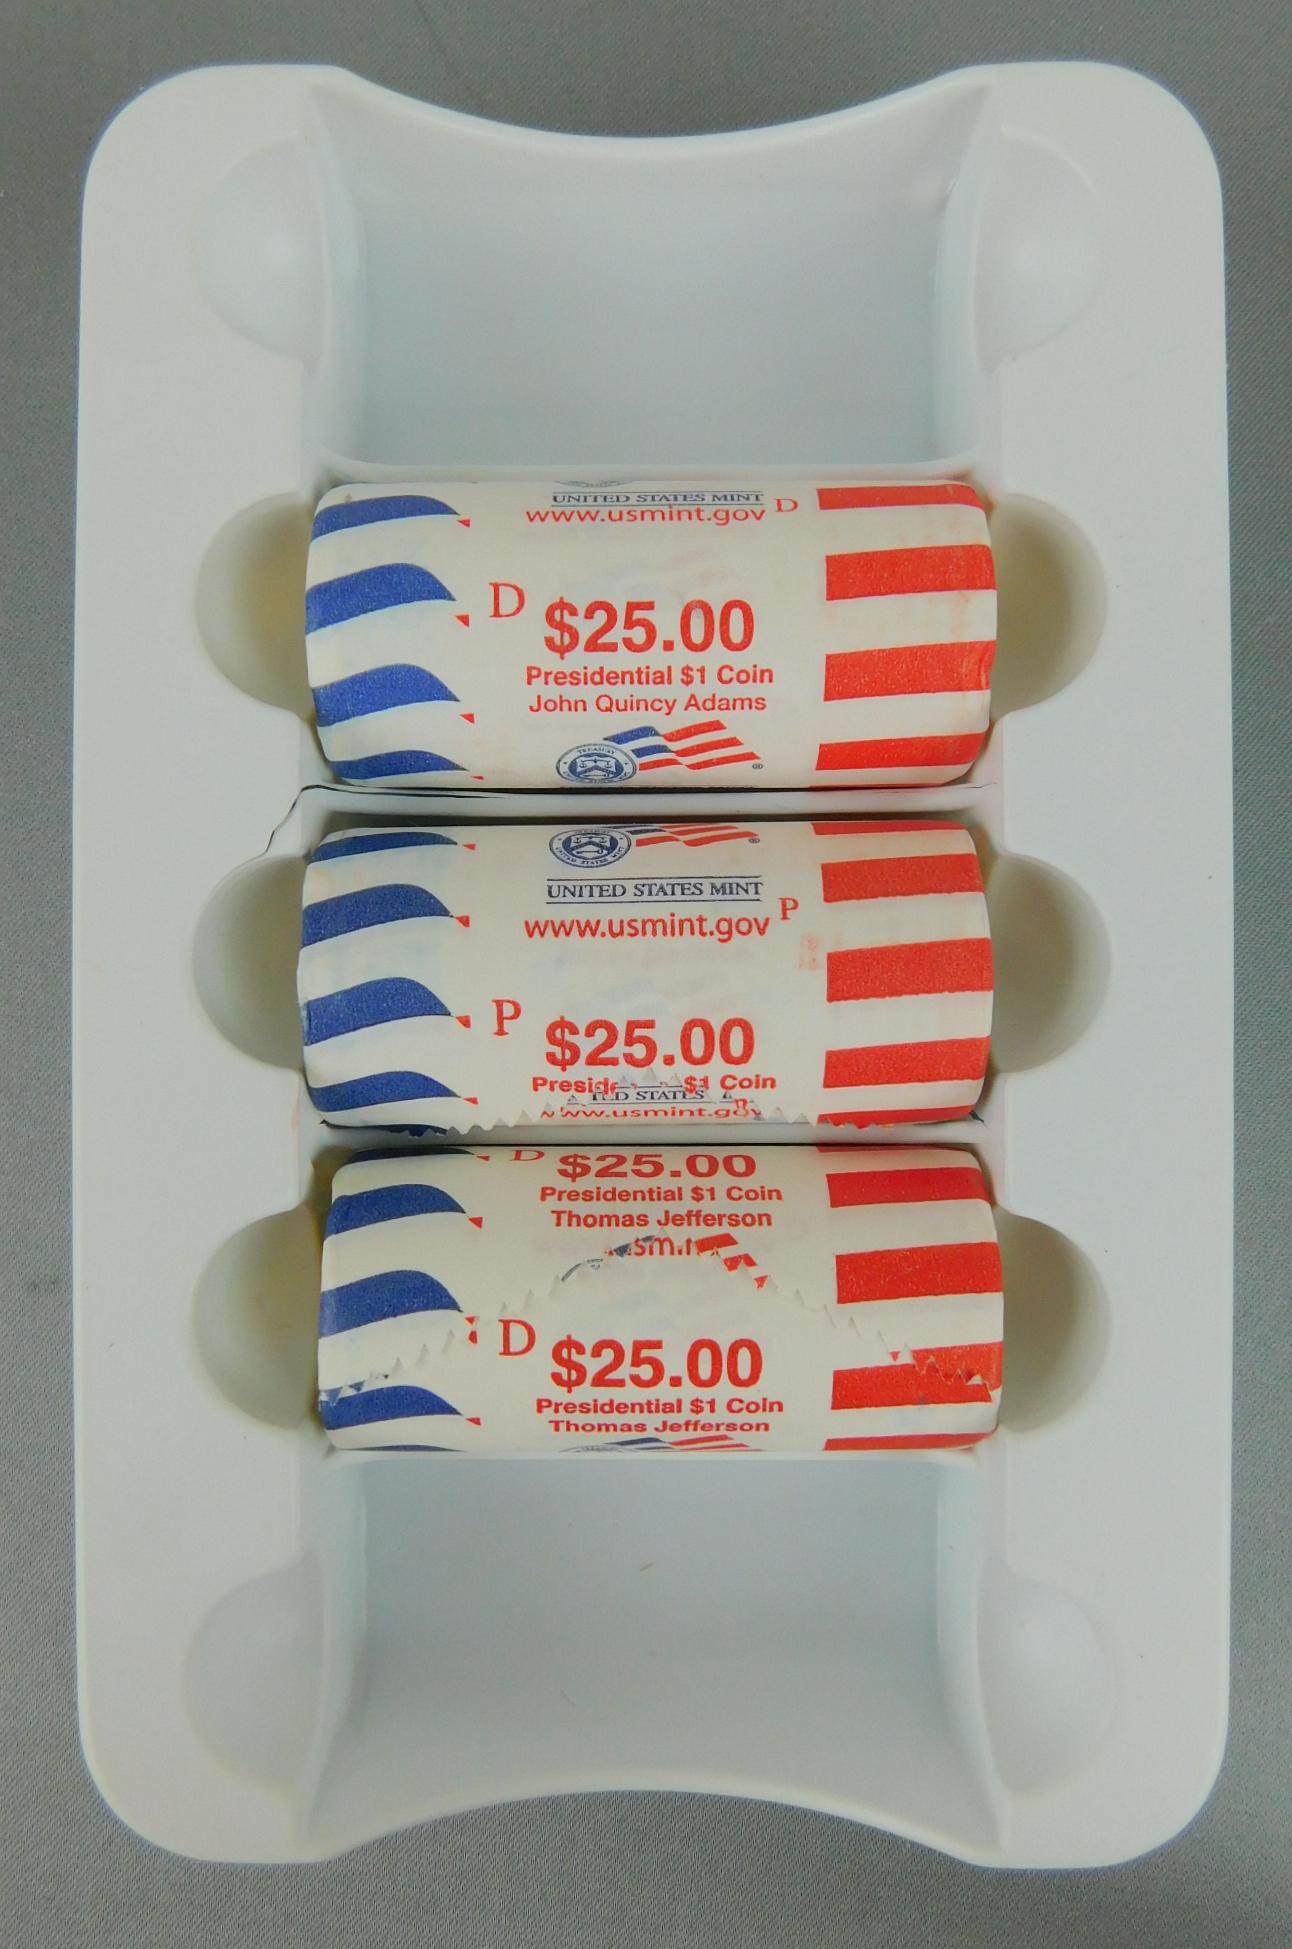 UNITED STATES MINT
www.usmint.gov D
D $25.00
Presidential $1 Coin
John Quincy Adams
UNITED STATES MINT
www.usmint.gov P
P $25.00
$1 Coin
STATES
D $25.00
Presidential $1 Coin
Thomas Jefferson
D $25.00
Presidential $1 Coin
Thomas Jefferson